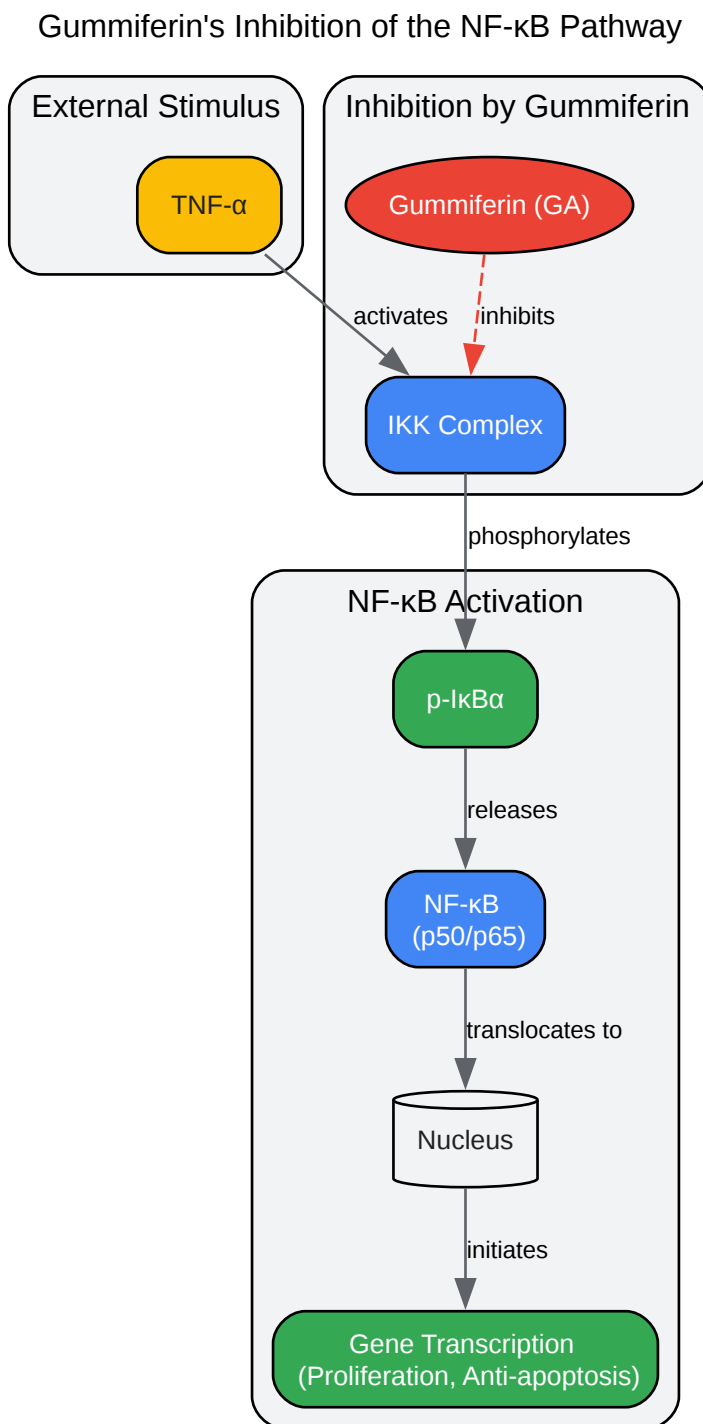 Gummiferin's Inhibition of the NF-κB Pathway
External Stimulus
Inhibition by Gummiferin
TNF-α
Gummiferin (GA)
activates
inhibits
IKK Complex
phosphorylates
NF-κB Activation
p-IκBα
releases
NF-κB
(p50/p65)
translocates to
Nucleus
initiates
Gene Transcription
(Proliferation, Anti-apoptosis)